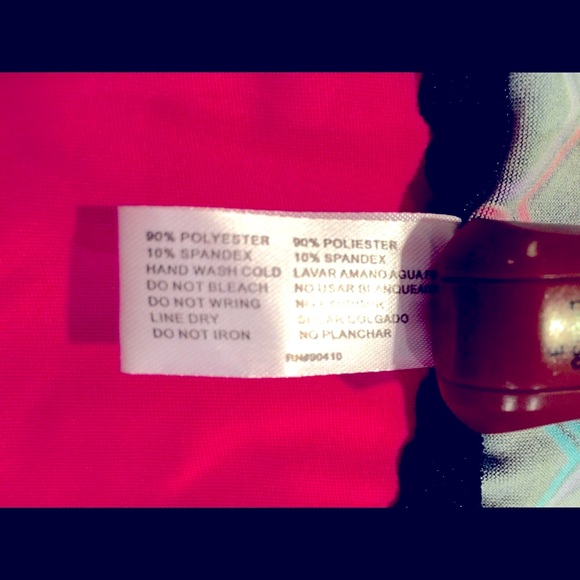 90% POLYESTER
10% SPANDEX
HAND WASH COLD
DO NOT BLEACH
DO NOT WRING
LINE DRY
DO NOT IRON
90% POLIESTER
10% SPANDEX
LAVAR AMANO AGUA
NO USAR
NO
COLGADO
NO PLANCHAR
RN#90410